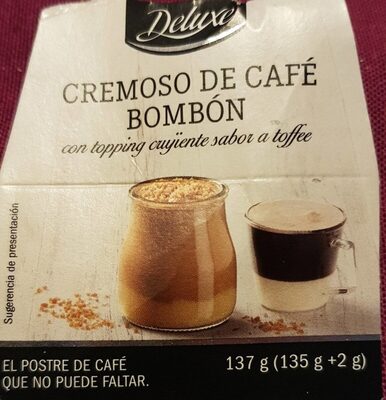 Deluxe
CREMOSO DE CAFÉ
BOMBÓN
con topping crujiente sabor a toffee
Sugerencia de presentación
EL POSTRE DE CAFÉ
QUE NO PUEDE FALTAR.
137 g (135 g +2 g)